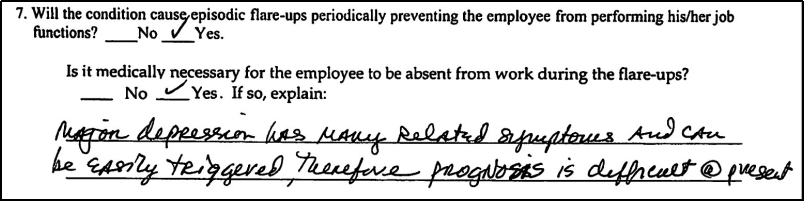 7. Will the condition cause episodic flare-ups periodically preventing the employee from performing his/her job
functions? ____No ✓ Yes.
Is it medically necessary for the employee to be absent from work during the flare-ups?
____ No ✓ Yes. If so, explain:
Major depression has many related symptoms and can
be easily triggered, Therefore prognosis is difficult @ present